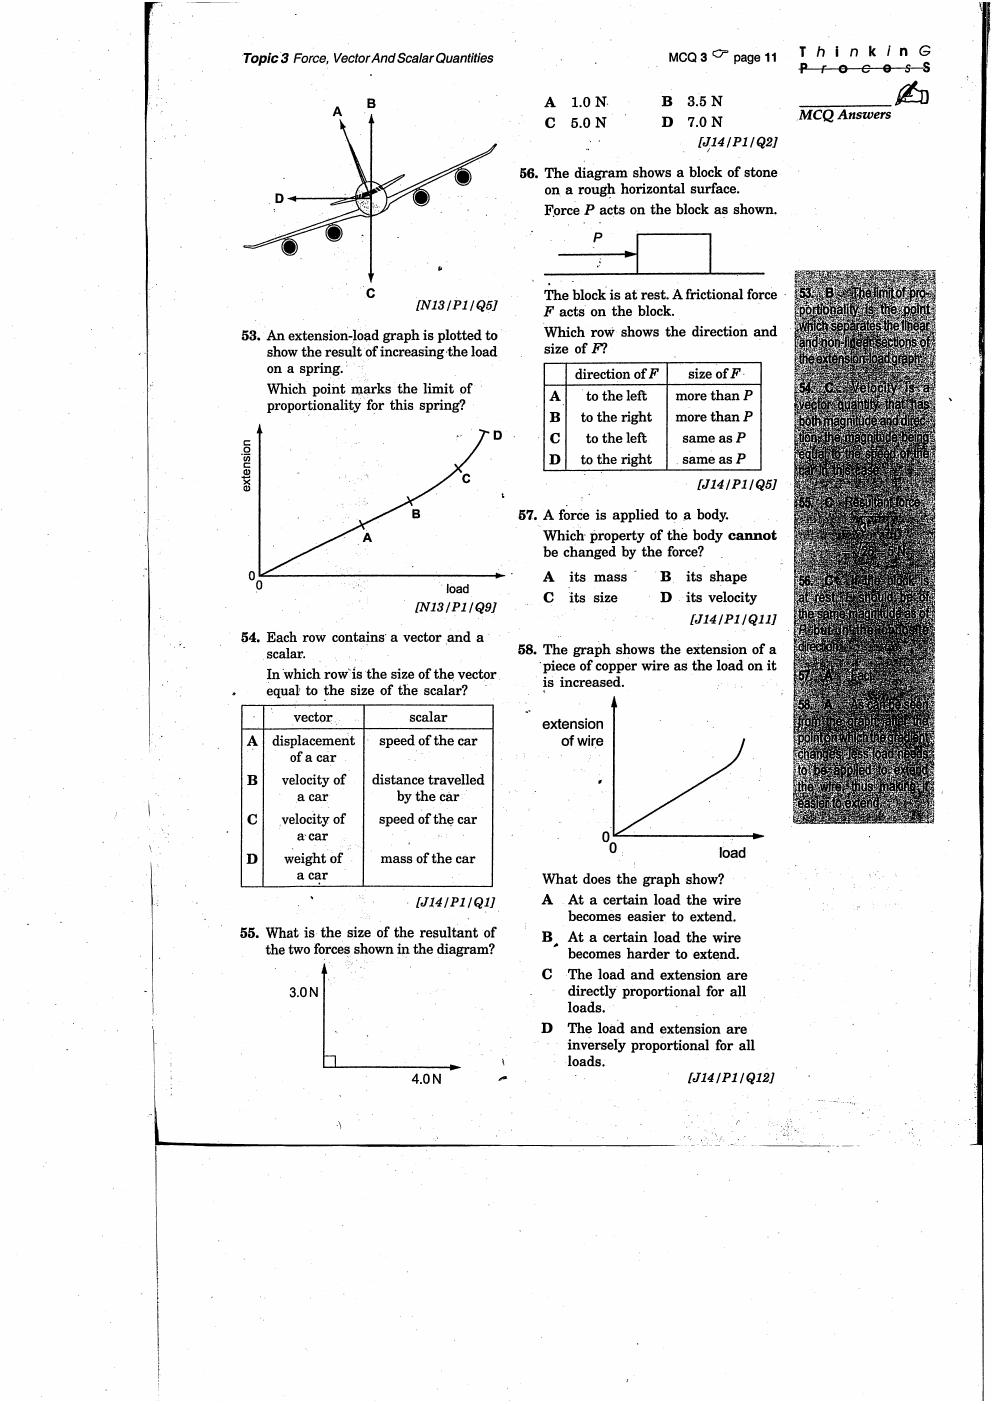 Topic 3 Force, Vector And Scalar Quantities
MCQ 3 ☞ page 11
ThinkinG
ProcesS
MCQ Answers
A
B
D
C
[N13/P1/Q5]
53. An extension-load graph is plotted to
show the result of increasing the load
on a spring.
Which point marks the limit of
proportionality for this spring?
extension
D
C
B
A
0
0
load
[N13/P1/Q9]
54. Each row contains a vector and a
scalar.
In which row is the size of the vector
equal to the size of the scalar?
vector scalar
A displacement speed of the car
of a car
B velocity of distance travelled
a car by the car
C velocity of speed of the car
a car
D weight of mass of the car
a car
[J14/P1/Q1]
55. What is the size of the resultant of
the two forces shown in the diagram?
3.0 N
4.0 N
A 1.0 N B 3.5 N
C 5.0 N D 7.0 N
[J14/P1/Q2]
56. The diagram shows a block of stone
on a rough horizontal surface.
Force P acts on the block as shown.
P
The block is at rest. A frictional force
F acts on the block.
Which row shows the direction and
size of F?
direction of F size of F
A to the left more than P
B to the right more than P
C to the left same as P
D to the right same as P
[J14/P1/Q5]
57. A force is applied to a body.
Which property of the body cannot
be changed by the force?
A its mass B its shape
C its size D its velocity
[J14/P1/Q11]
58. The graph shows the extension of a
piece of copper wire as the load on it
is increased.
extension
of wire
0
0
load
What does the graph show?
A At a certain load the wire
becomes easier to extend.
B At a certain load the wire
becomes harder to extend.
C The load and extension are
directly proportional for all
loads.
D The load and extension are
inversely proportional for all
loads.
[J14/P1/Q12]
53. B The limit of pro-
portionality is the point
which separates the linear
and non-linear sections of
the extension-load graph.
54. C Velocity is a
vector quantity that has
both magnitude and direc-
tion, the magnitude being
equal to the speed of the
car in this case.
55. C Resultant force
56. C If the block is
at rest, F should be of
the same magnitude as of
P, but in the opposite
direction.
57. A
58. A As can be seen
from the graph, after the
point on which the gradient
changes, less load needs
to be applied to extend
the wire, thus making it
easier to extend.